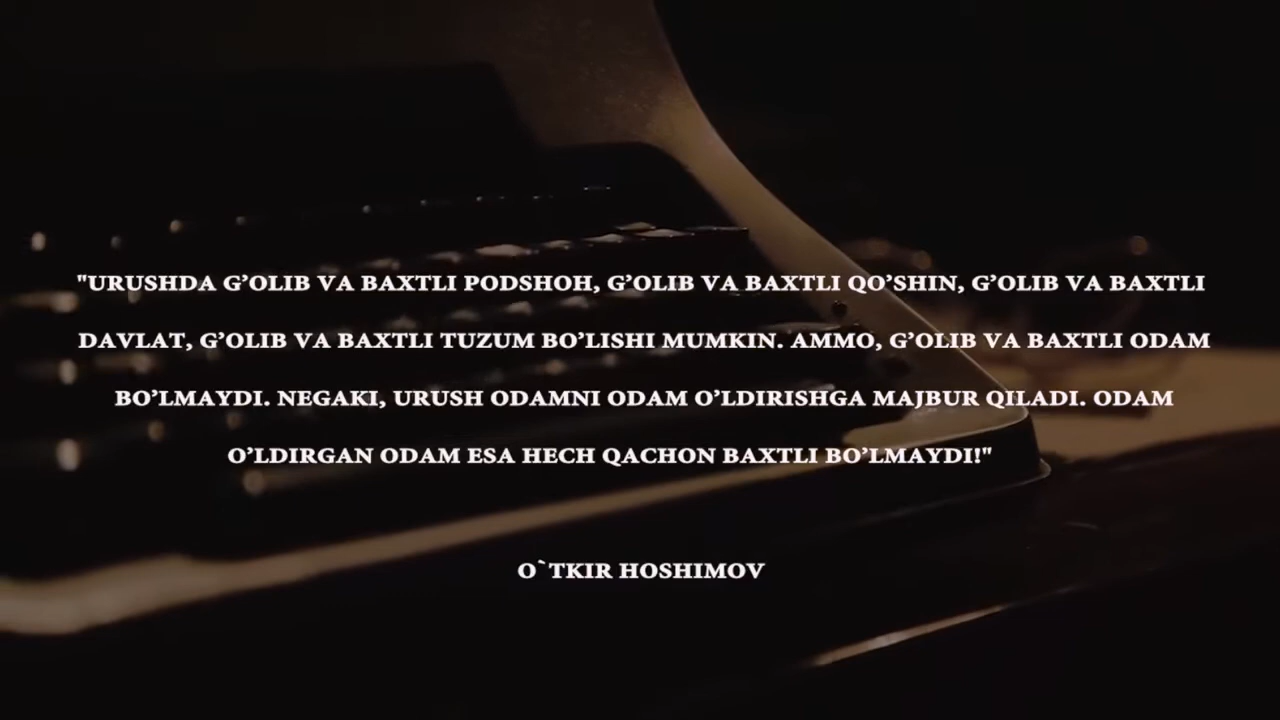 "URUSHDA G’OLIB VA BAXTLI PODSHOH, G’OLIB VA BAXTLI QO’SHIN, G’OLIB VA BAXTLI
DAVLAT, G’OLIB VA BAXTLI TUZUM BO’LISHI MUMKIN. AMMO, G’OLIB VA BAXTLI ODAM
BO’LMAYDI. NEGAKI, URUSH ODAMNI ODAM O’LDIRISHGA MAJBUR QILADI. ODAM
O’LDIRGAN ODAM ESA HECH QACHON BAXTLI BO’LMAYDI!"
O`TKIR HOSHIMOV